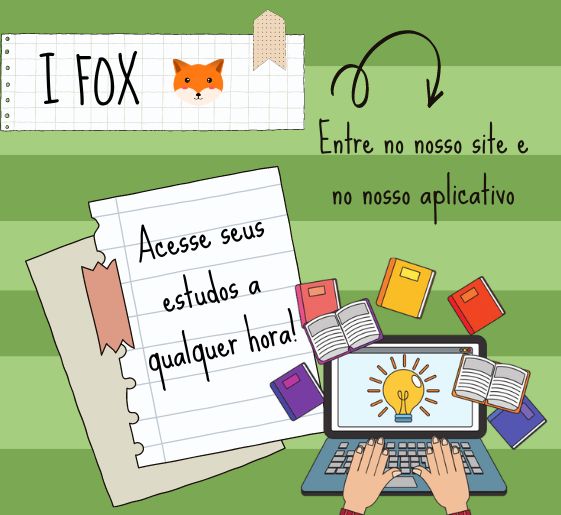 I FOX
Entre no nosso site e
no nosso aplicativo
Acesse seus
estudos a
qualquer hora!